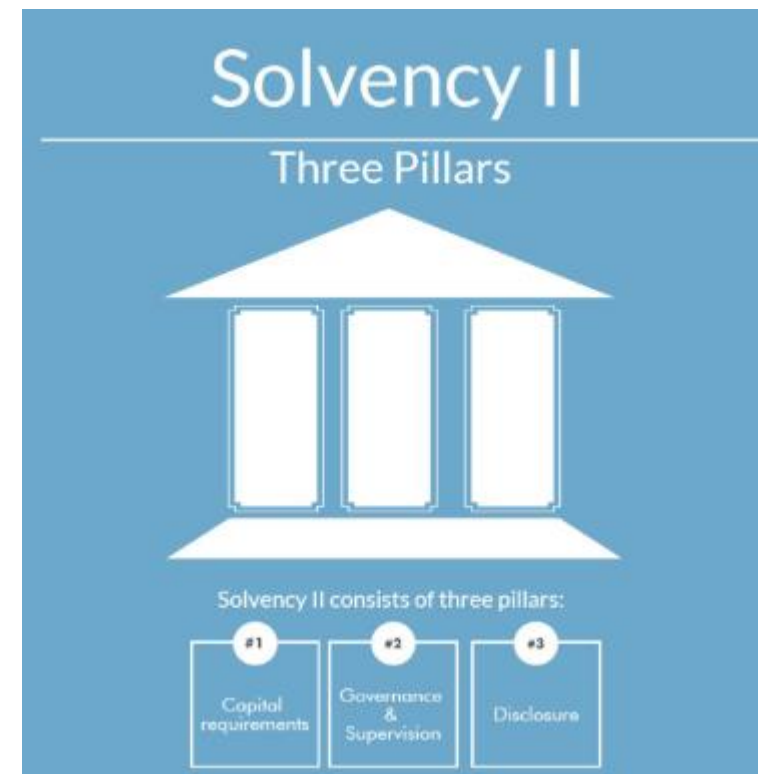 Solvency II
Three Pillars
Solvency II consists of three pillars:
#1
#2
#3
Capital
requirements
Governance
&
Supervision
Disclosure